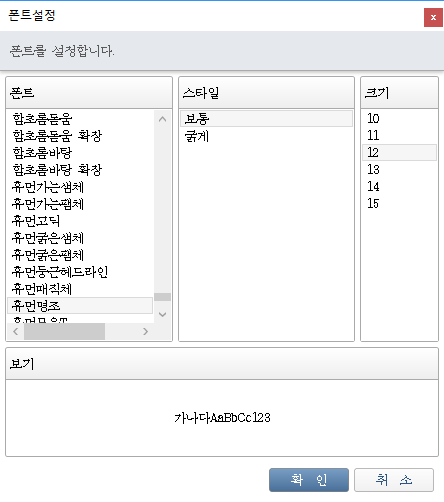 폰트설정
폰트를 설정합니다.
폰트
함초롬돋움
함초롬돋움 확장
함초롬바탕
함초롬바탕 확장
휴먼가는샘체
휴먼가는팸체
휴먼고딕
휴먼굵은샘체
휴먼굵은팸체
휴먼둥근헤드라인
휴먼매직체
휴먼명조
스타일
보통
굵게
크기
10
11
12
13
14
15
보기
가나다AaBbCc123
확 인
취 소